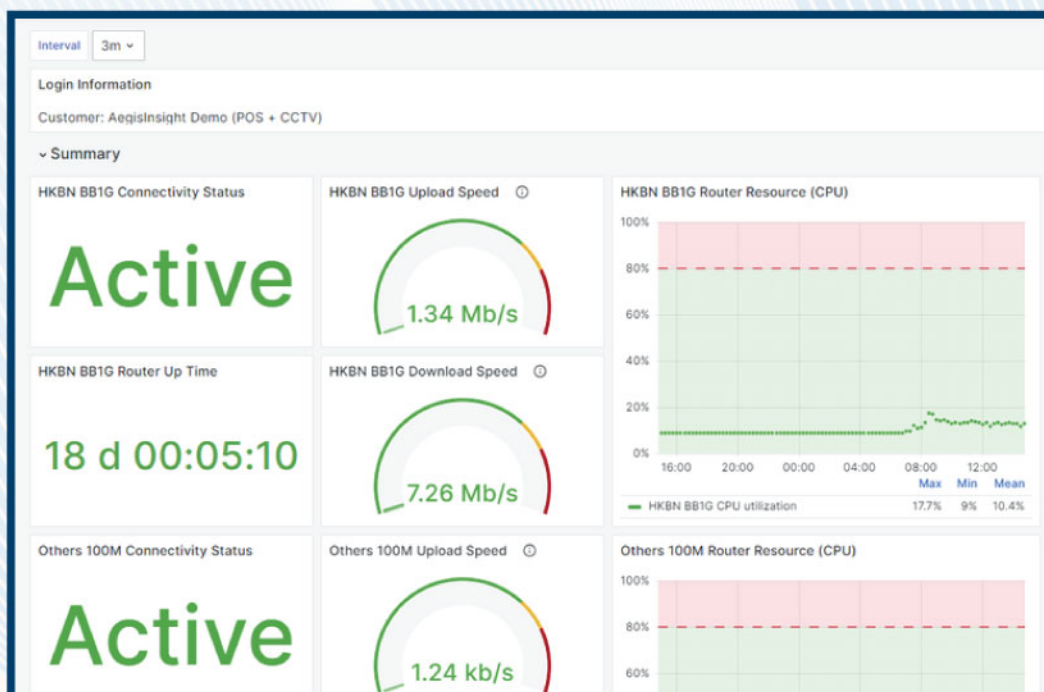 Interval 3m
Login Information
Customer: AegisInsight Demo (POS + CCTV)
Summary
HKBN BB1G Connectivity Status
Active
HKBN BB1G Upload Speed
1.34 Mb/s
HKBN BB1G Router Resource (CPU)
100%
80%
60%
40%
20%
0%
16:00 20:00 00:00 04:00 08:00 12:00
Max Min Mean
HKBN BB1G CPU utilization 17.7% 9% 10.4%
HKBN BB1G Router Up Time
18 d 00:05:10
HKBN BB1G Download Speed
7.26 Mb/s
Others 100M Connectivity Status
Active
Others 100M Upload Speed
1.24 kb/s
Others 100M Router Resource (CPU)
100%
80%
60%